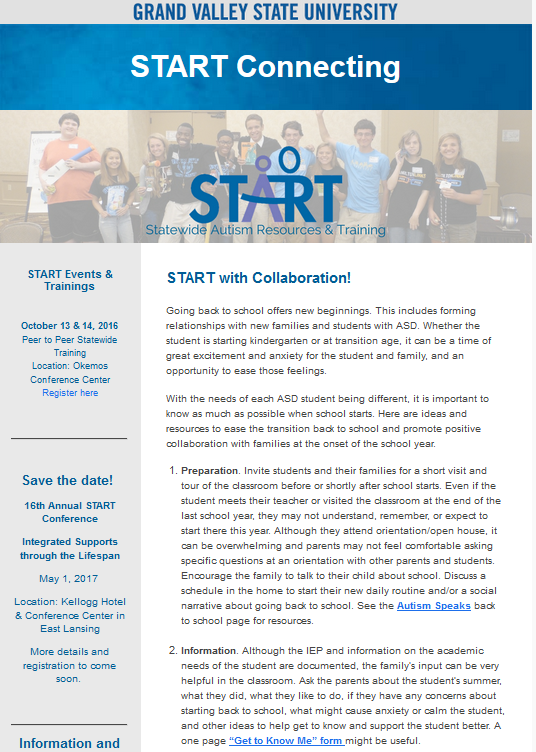 GRAND VALLEY STATE UNIVERSITY
START Connecting
START
Statewide Autism Resources & Training
START Events &
Trainings
October 13 & 14, 2016
Peer to Peer Statewide
Training
Location: Okemos
Conference Center
Register here
Save the date!
16th Annual START
Conference
Integrated Supports
through the Lifespan
May 1, 2017
Location: Kellogg Hotel
& Conference Center in
East Lansing
More details and
registration to come
soon.
Information and
START with Collaboration!
Going back to school offers new beginnings. This includes forming
relationships with new families and students with ASD. Whether the
student is starting kindergarten or at transition age, it can be a time of
great excitement and anxiety for the student and family, and an
opportunity to ease those feelings.
With the needs of each ASD student being different, it is important to
know as much as possible when school starts. Here are ideas and
resources to ease the transition back to school and promote positive
collaboration with families at the onset of the school year.
1. Preparation. Invite students and their families for a short visit and
tour of the classroom before or shortly after school starts. Even if the
student meets their teacher or visited the classroom at the end of the
last school year, they may not understand, remember, or expect to
start there this year. Although they attend orientation/open house, it
can be overwhelming and parents may not feel comfortable asking
specific questions at an orientation with other parents and students.
Encourage the family to talk to their child about school. Discuss a
schedule in the home to start their new daily routine and/or a social
narrative about going back to school. See the Autism Speaks back
to school page for resources.
2. Information. Although the IEP and information on the academic
needs of the student are documented, the family's input can be very
helpful in the classroom. Ask the parents about the student's summer,
what they did, what they like to do, if they have any concerns about
starting back to school, what might cause anxiety or calm the student,
and other ideas to help get to know and support the student better. A
one page "Get to Know Me" form might be useful.